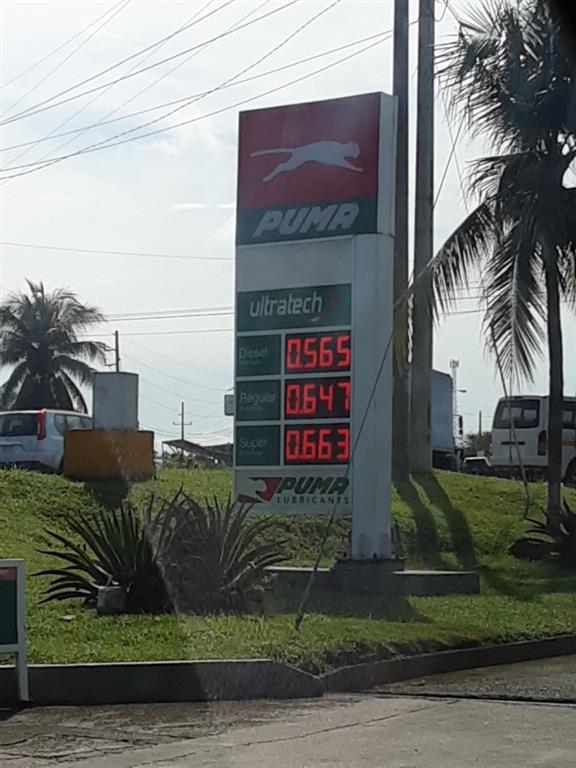 PUMA
ultratech
Diesel 0.565
Regular 0.647
Super 0.663
PUMA
LUBRICANTS